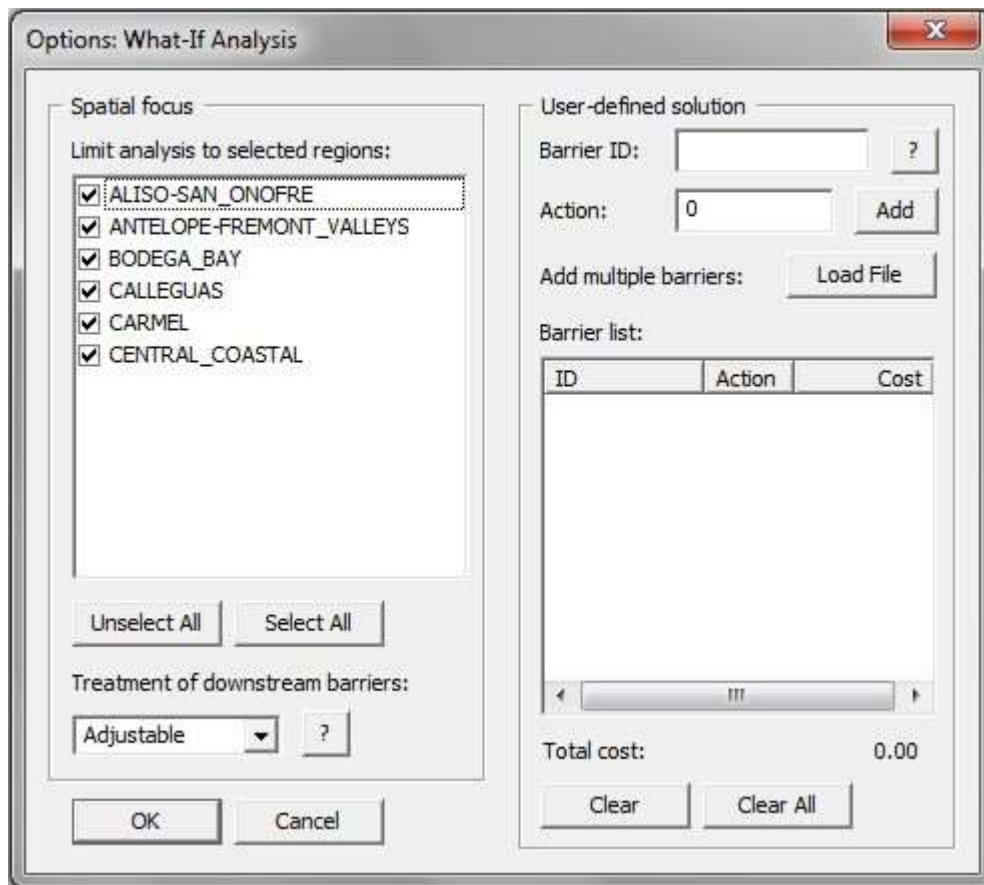 Options: What-If Analysis
Spatial focus
Limit analysis to selected regions:
ALISO-SAN_ONOFRE
ANTELOPE-FREMONT_VALLEYS
BODEGA_BAY
CALLEGUAS
CARMEL
CENTRAL_COASTAL
Unselect All Select All
Treatment of downstream barriers:
Adjustable ?
OK Cancel
User-defined solution
Barrier ID: ?
Action: 0 Add
Add multiple barriers: Load File
Barrier list:
ID Action Cost
Total cost: 0.00
Clear Clear All